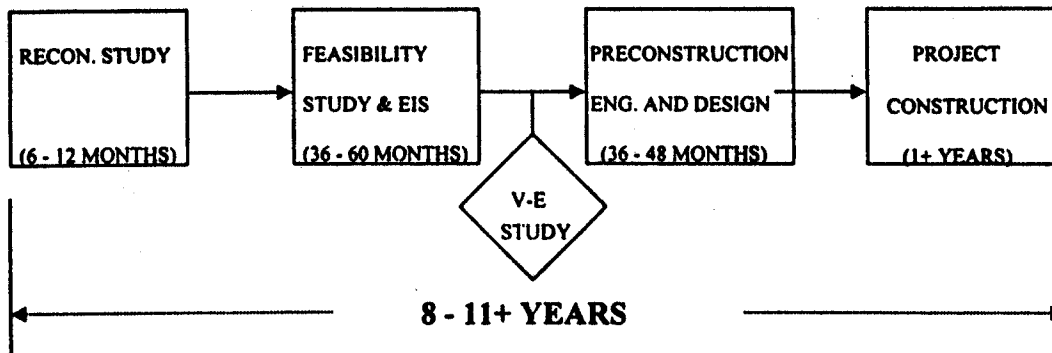 RECON. STUDY
(6 - 12 MONTHS)
FEASIBILITY
STUDY & EIS
(36 - 60 MONTHS)
V-E
STUDY
PRECONSTRUCTION
ENG. AND DESIGN
(36 - 48 MONTHS)
PROJECT
CONSTRUCTION
(1+ YEARS)
8 - 11+ YEARS